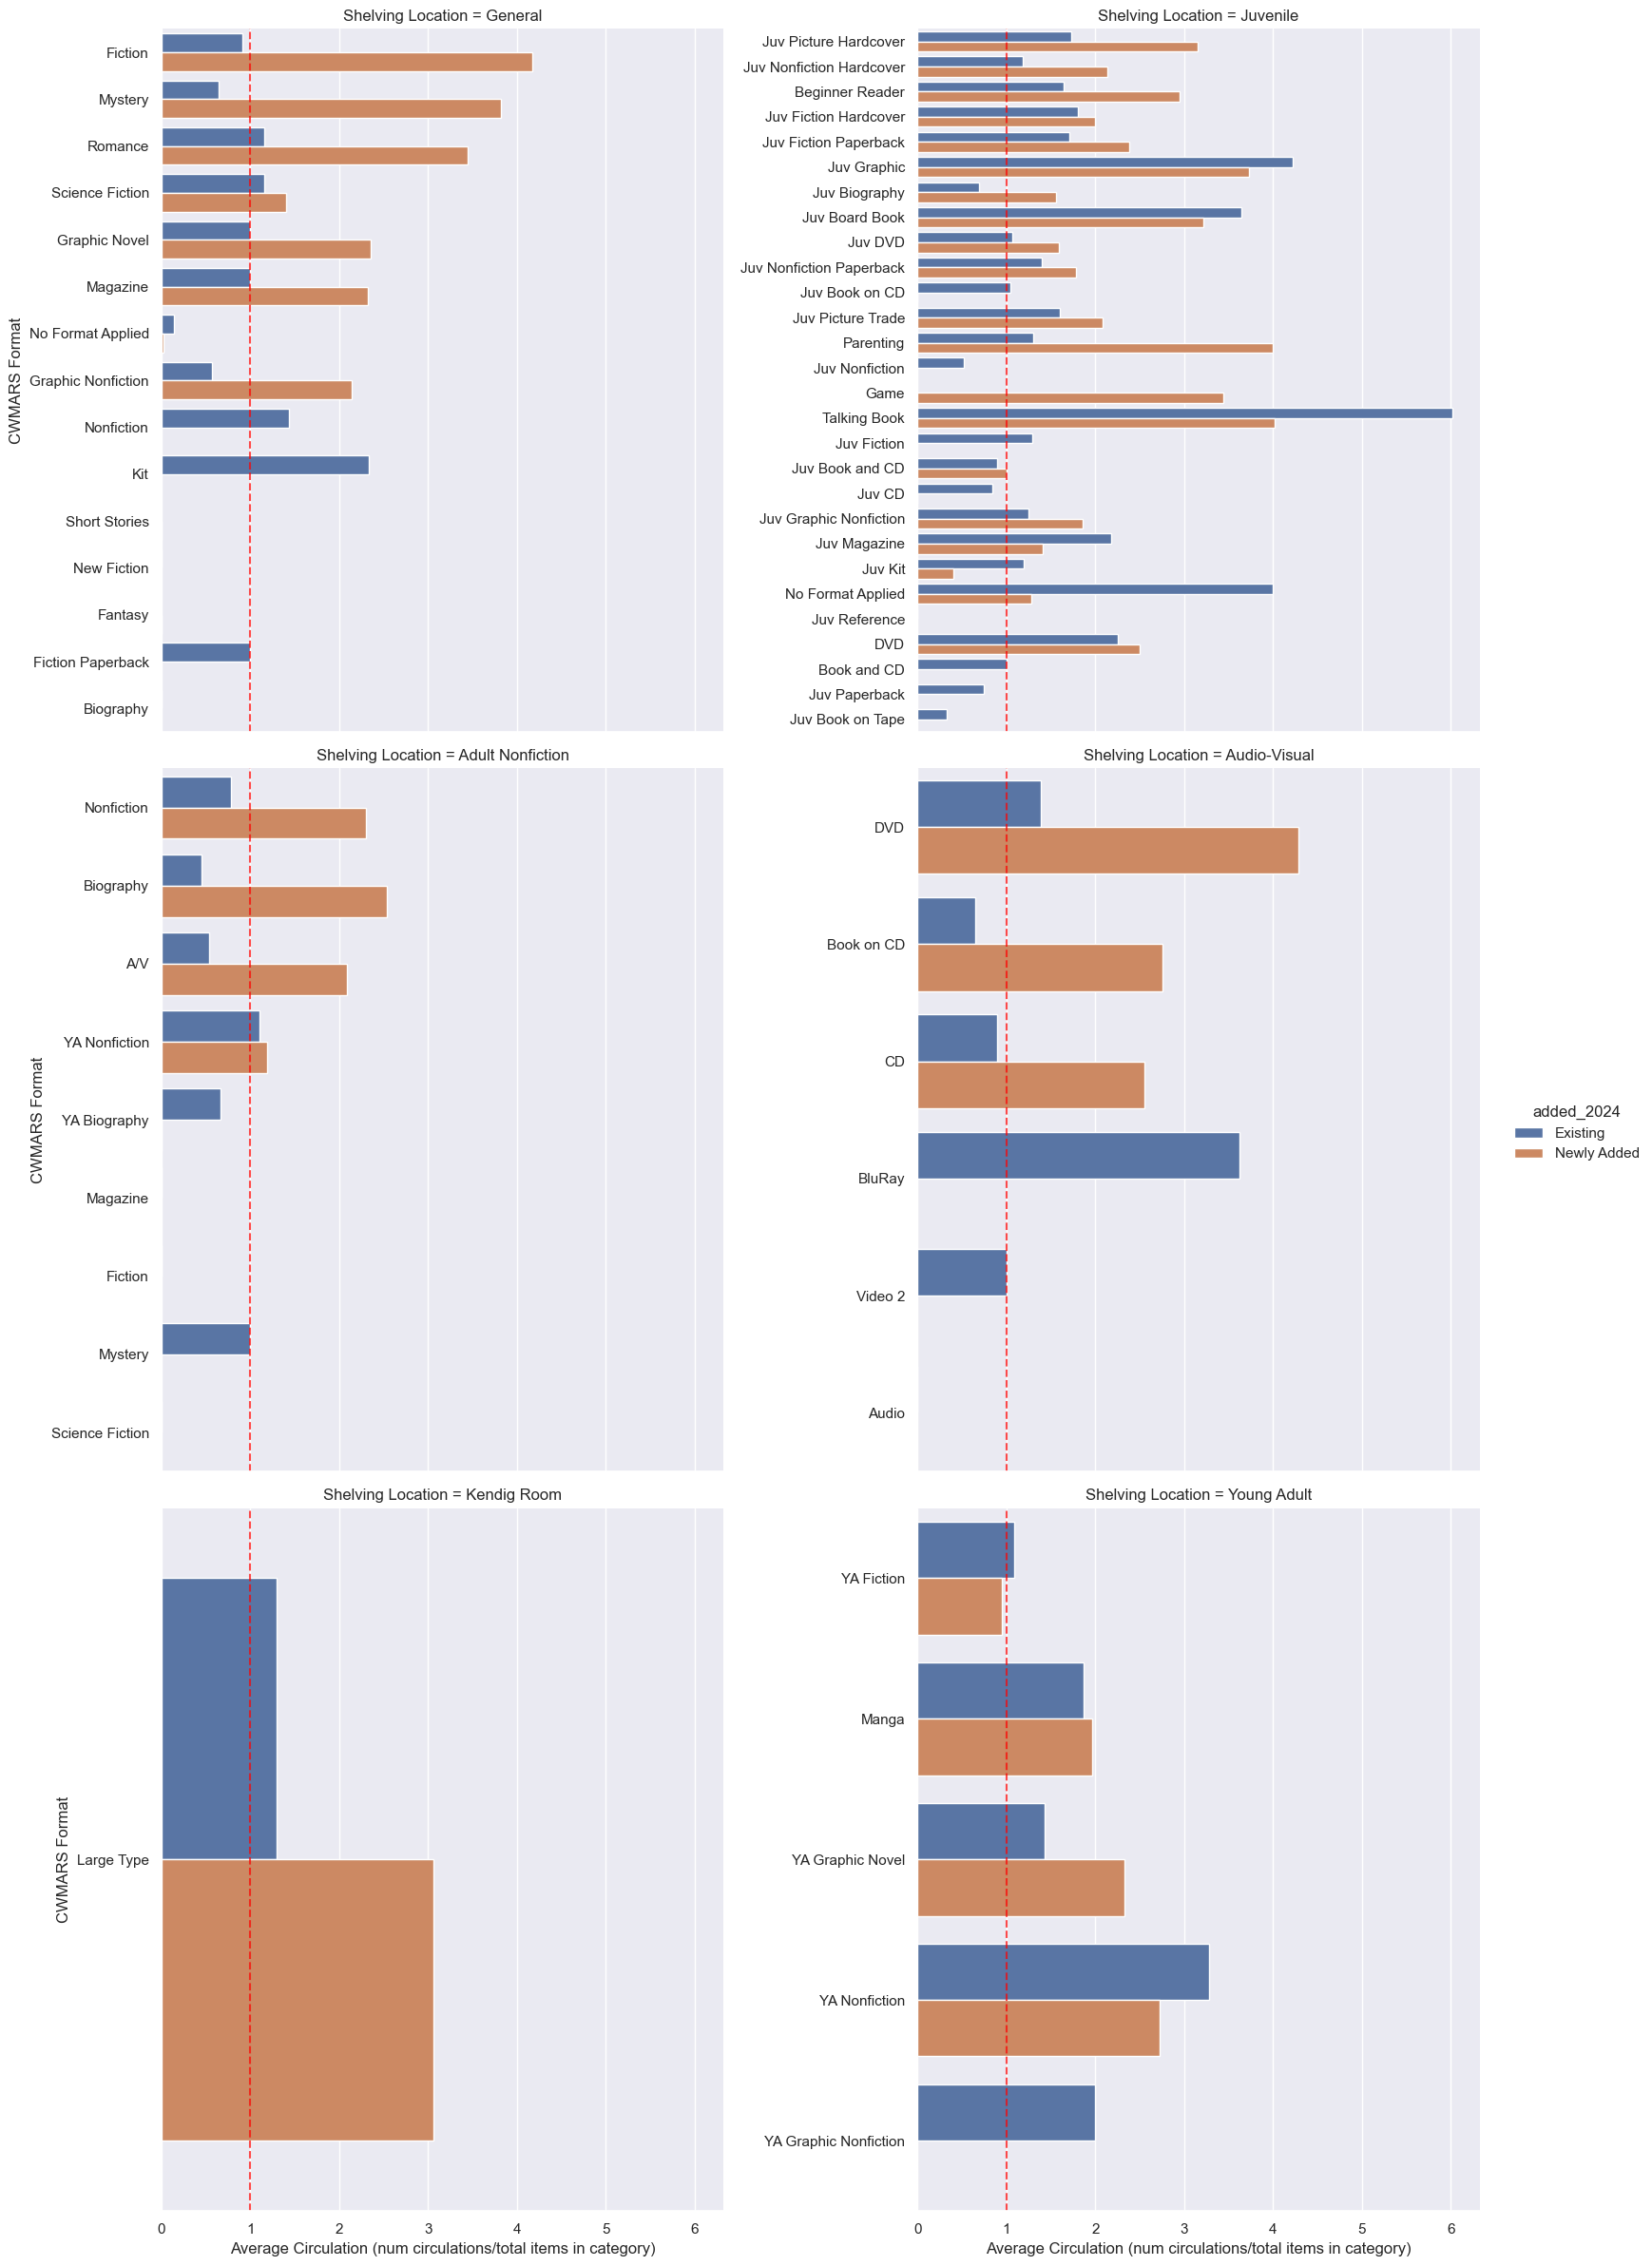 Shelving Location = General
CWMARS Format
Fiction
Mystery
Romance
Science Fiction
Graphic Novel
Magazine
No Format Applied
Graphic Nonfiction
Nonfiction
Kit
Short Stories
New Fiction
Fantasy
Fiction Paperback
Biography
Shelving Location = Juvenile
Juv Picture Hardcover
Juv Nonfiction Hardcover
Beginner Reader
Juv Fiction Hardcover
Juv Fiction Paperback
Juv Graphic
Juv Biography
Juv Board Book
Juv DVD
Juv Nonfiction Paperback
Juv Book on CD
Juv Picture Trade
Parenting
Juv Nonfiction
Game
Talking Book
Juv Fiction
Juv Book and CD
Juv CD
Juv Graphic Nonfiction
Juv Magazine
Juv Kit
No Format Applied
Juv Reference
DVD
Book and CD
Juv Paperback
Juv Book on Tape
Shelving Location = Adult Nonfiction
CWMARS Format
Nonfiction
Biography
A/V
YA Nonfiction
YA Biography
Magazine
Fiction
Mystery
Science Fiction
Shelving Location = Audio-Visual
DVD
Book on CD
CD
BluRay
Video 2
Audio
added_2024
Existing
Newly Added
Shelving Location = Kendig Room
CWMARS Format
Large Type
0 1 2 3 4 5 6
Average Circulation (num circulations/total items in category)
Shelving Location = Young Adult
YA Fiction
Manga
YA Graphic Novel
YA Nonfiction
YA Graphic Nonfiction
0 1 2 3 4 5 6
Average Circulation (num circulations/total items in category)